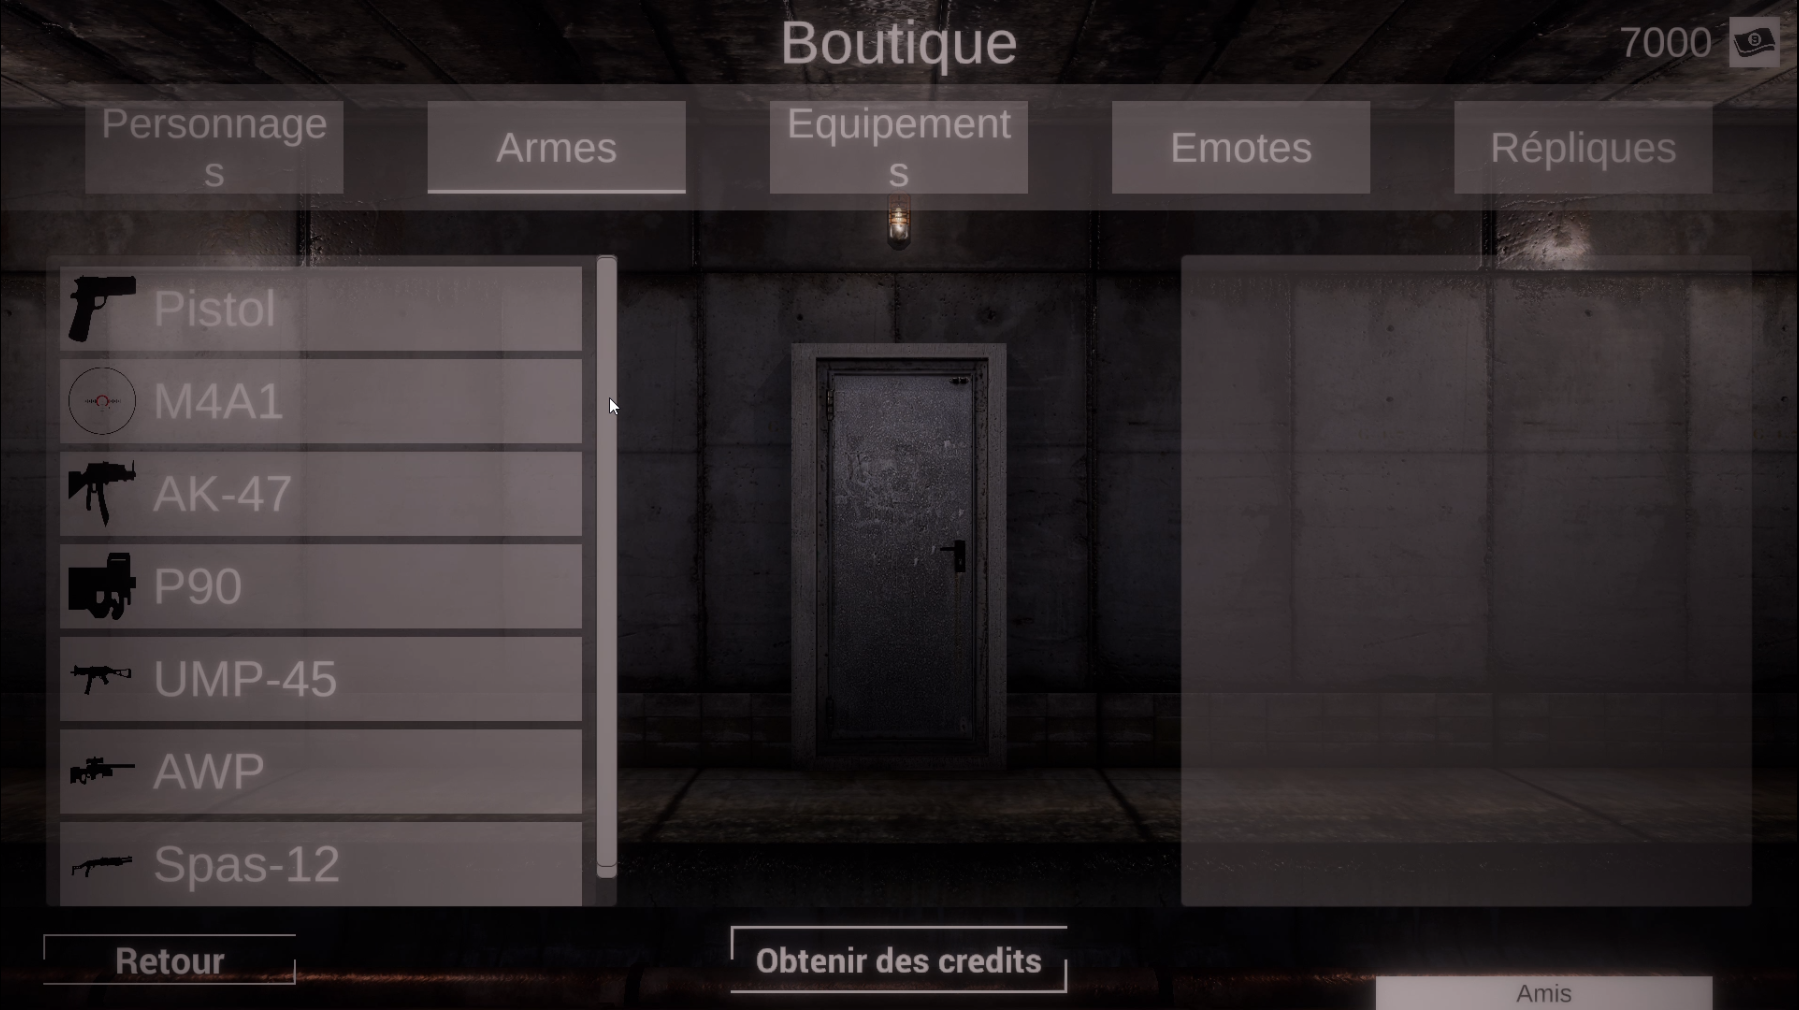 Boutique
7000
Personnage
s
Armes
Equipement
s
Emotes
Répliques
Pistol
M4A1
AK-47
P90
UMP-45
AWP
Spas-12
Retour
Obtenir des credits
Amis